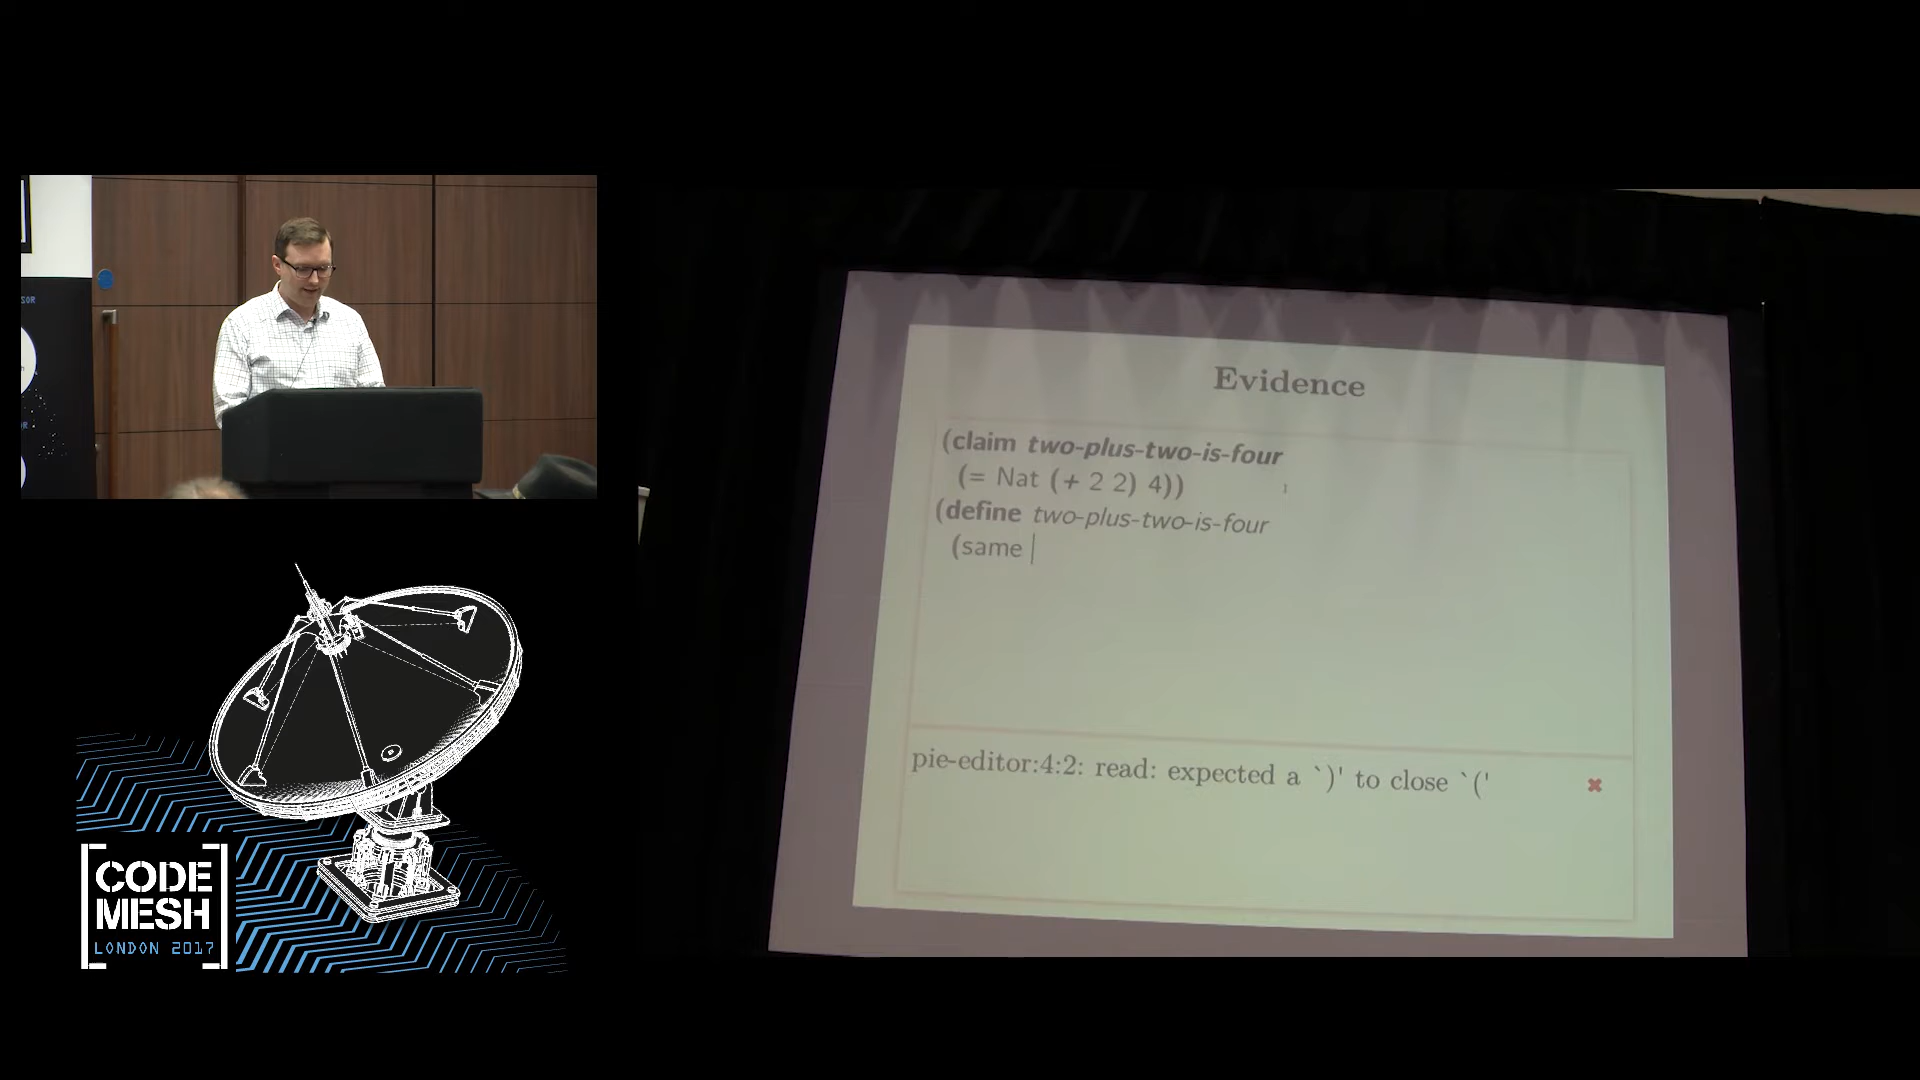 Evidence
(claim two-plus-two-is-four
(= Nat (+ 2 2) 4))
(define two-plus-two-is-four
(same
pie-editor:4:2: read: expected a `)' to close `('
CODE
MESH
LONDON 2017